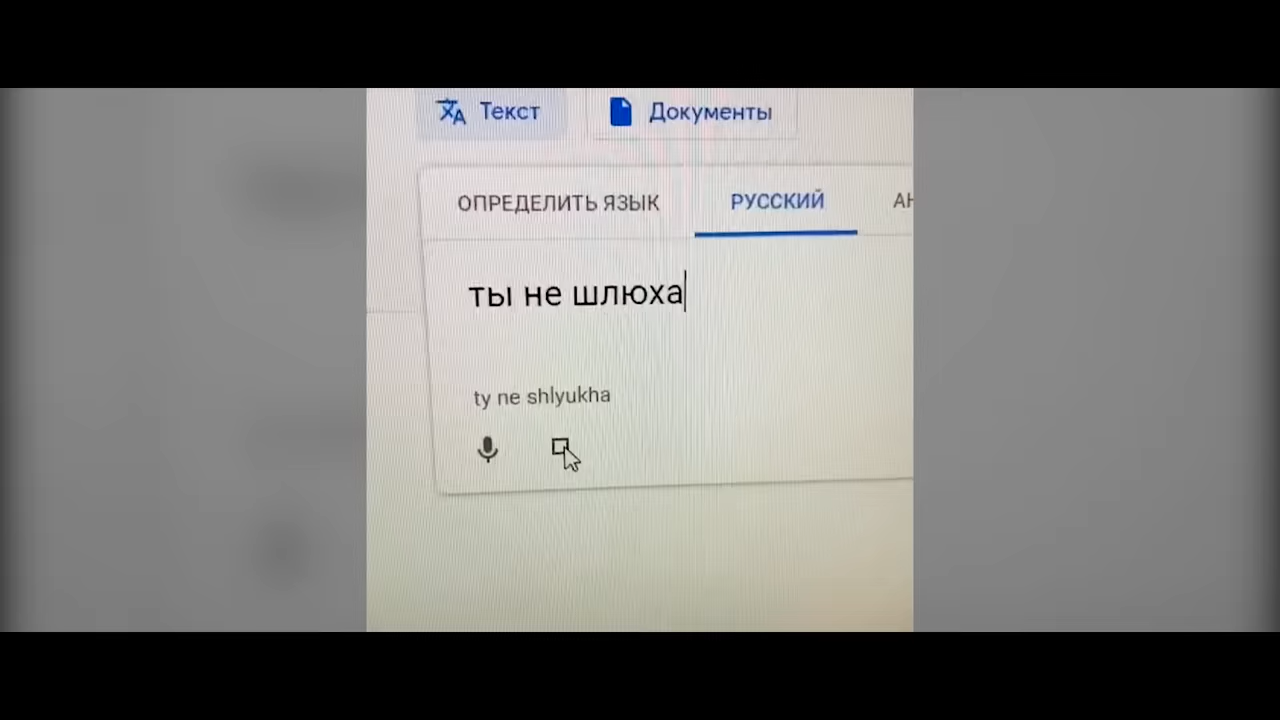 Текст
Документы
ОПРЕДЕЛИТЬ ЯЗЫК
РУССКИЙ
АН
ты не шлюха
ty ne shlyukha